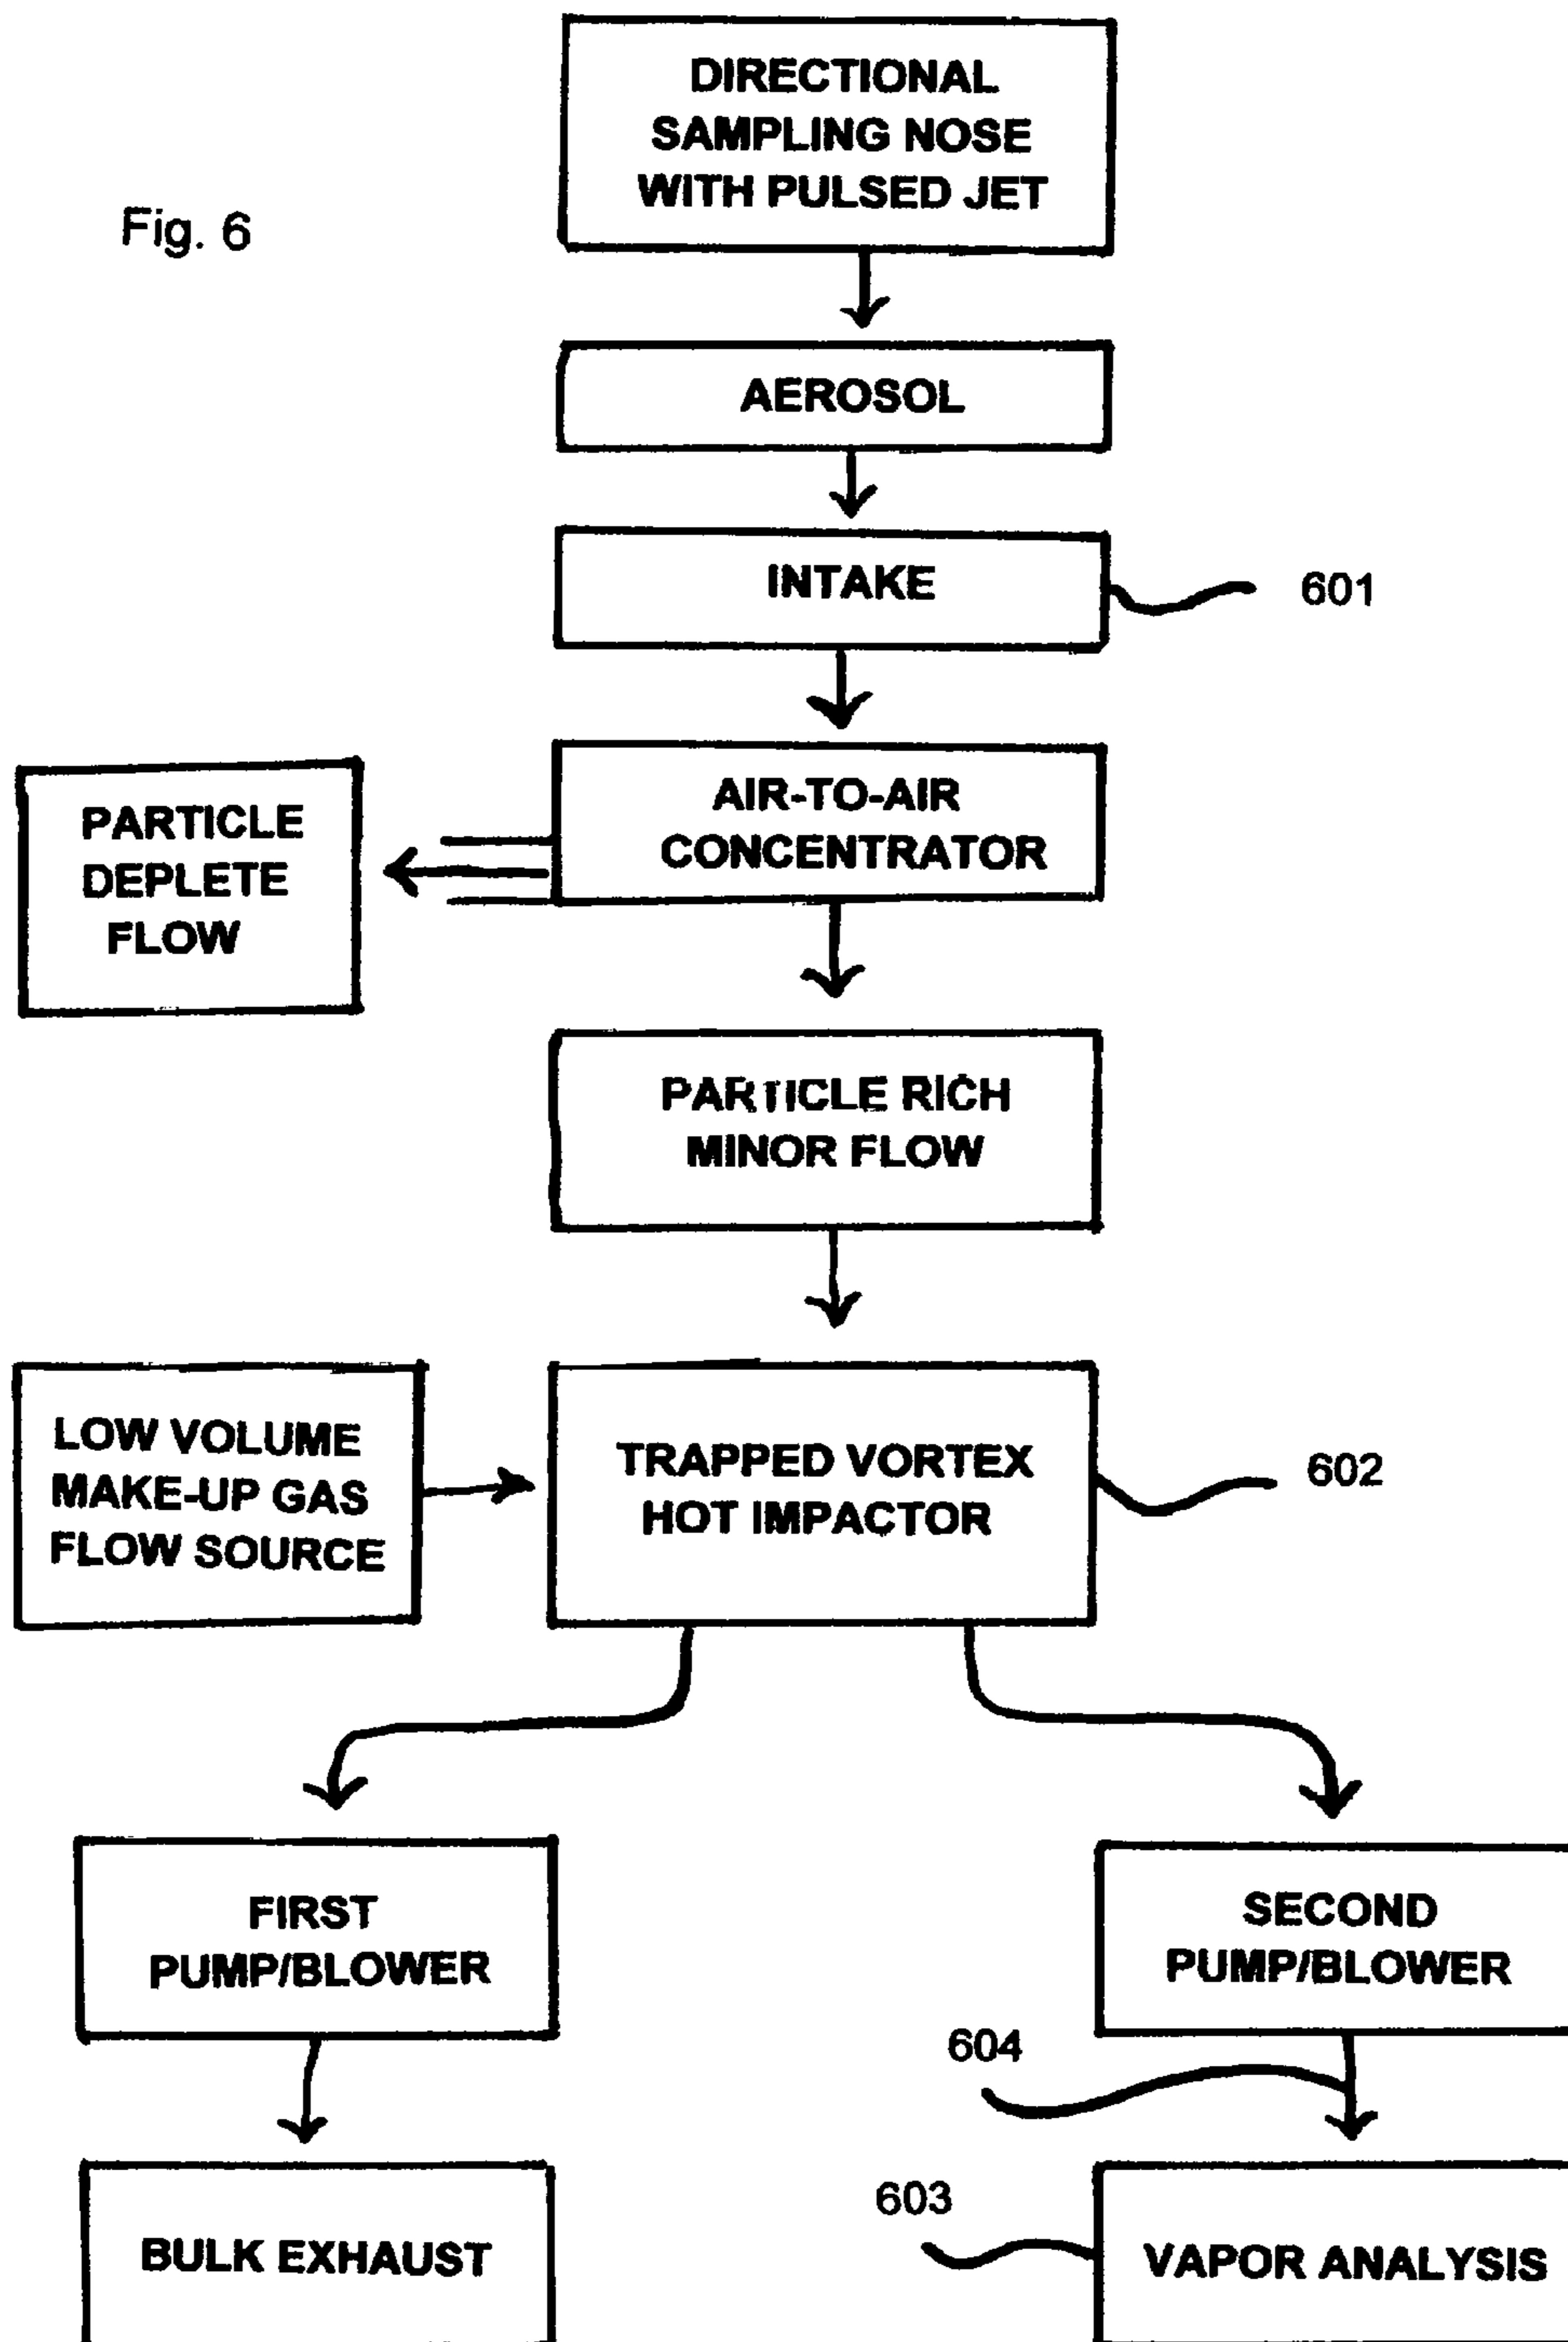 Fig. 6
DIRECTIONAL
SAMPLING NOSE
WITH PULSED JET
AEROSOL
INTAKE
601
AIR-TO-AIR
CONCENTRATOR
PARTICLE
DEPLETE
FLOW
PARTICLE RICH
MINOR FLOW
LOW VOLUME
MAKE-UP GAS
FLOW SOURCE
TRAPPED VORTEX
HOT IMPACTOR
602
FIRST
PUMP/BLOWER
SECOND
PUMP/BLOWER
604
603
BULK EXHAUST
VAPOR ANALYSIS